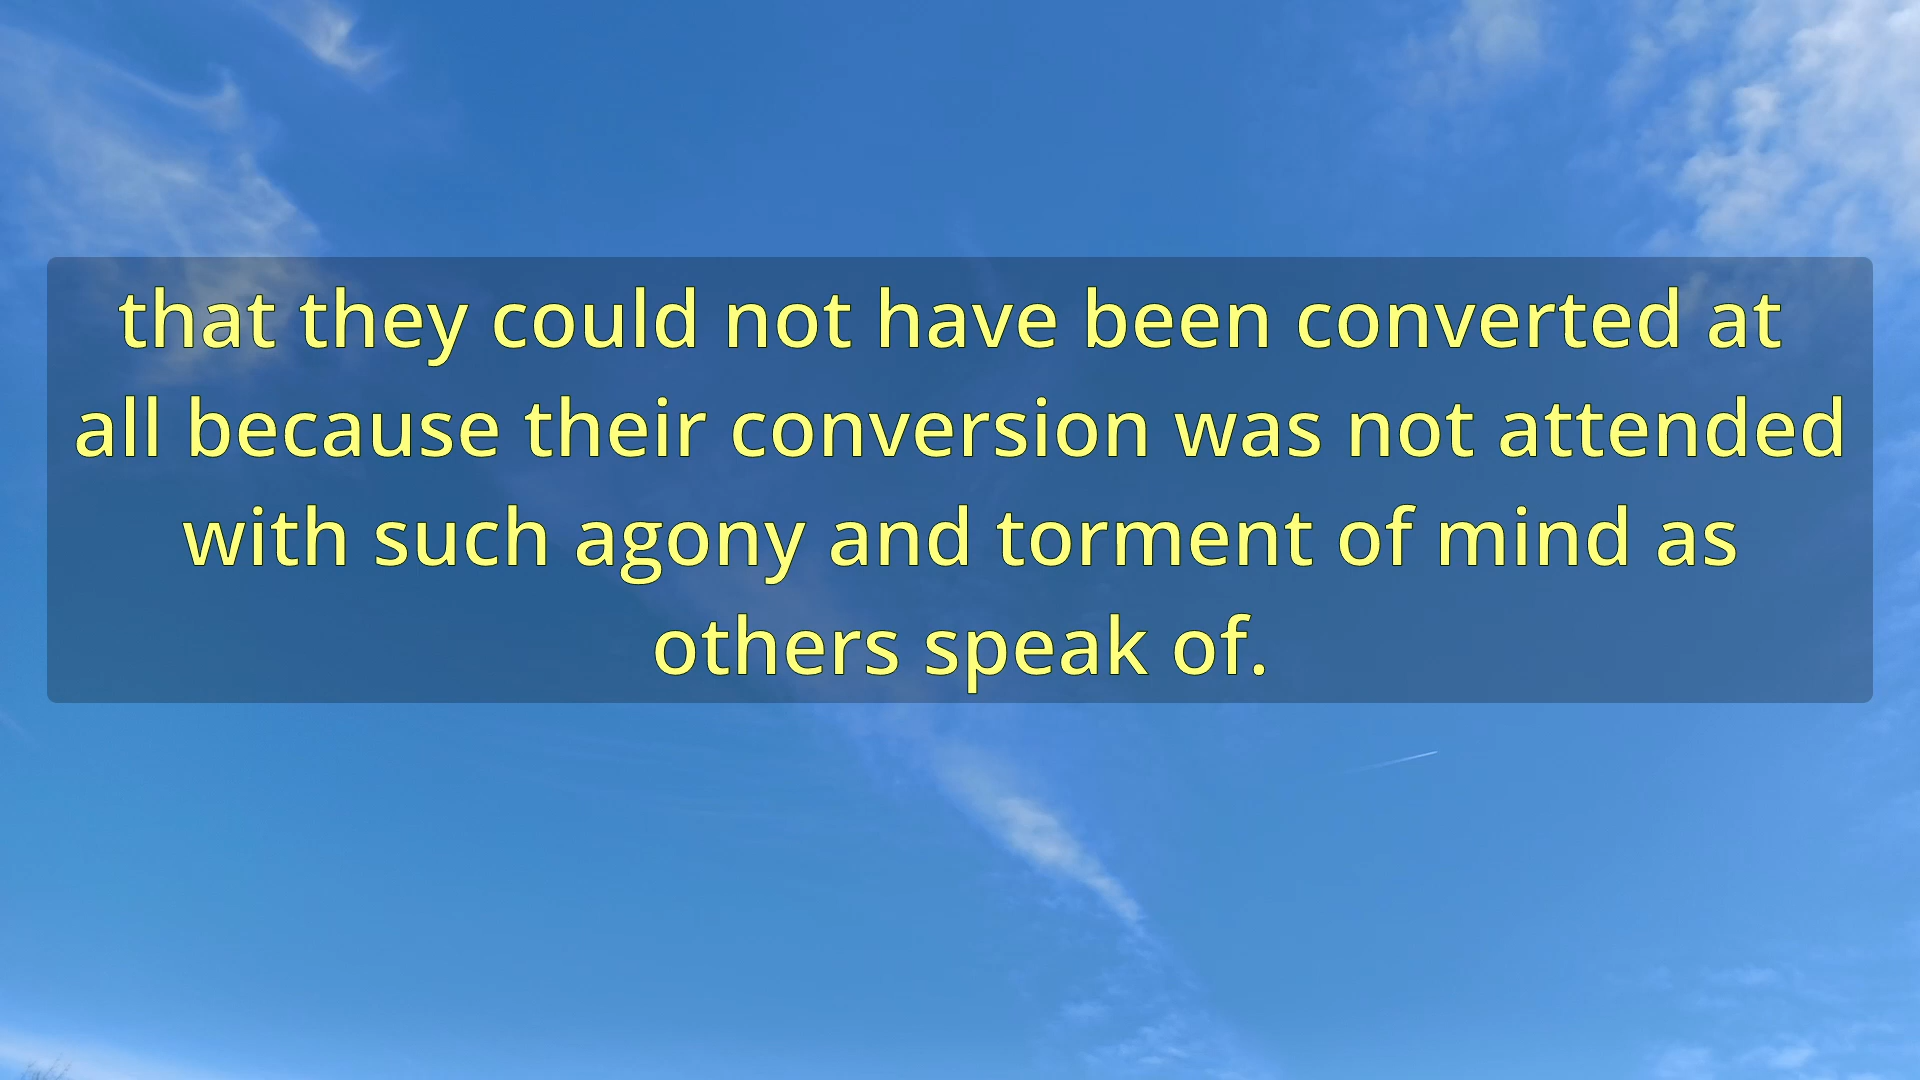 that they could not have been converted at
all because their conversion was not attended
with such agony and torment of mind as
others speak of.